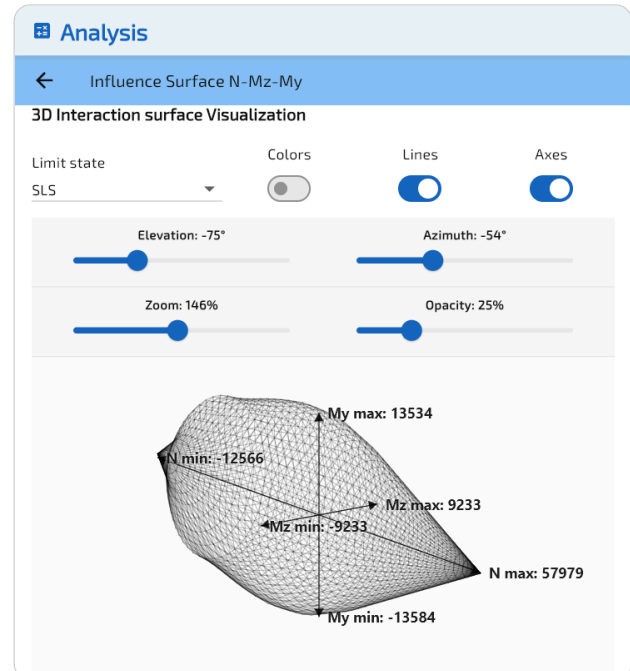 Analysis
Influence Surface N-Mz-My
3D Interaction surface Visualization
Limit state
Colors
Lines
Axes
SLS
Elevation: -75°
Azimuth: -54°
Zoom: 146%
Opacity: 25%
My max: 13534
N min: -12566
Mz max: 9233
Mz min: -9233
N max: 57979
My min: -13584